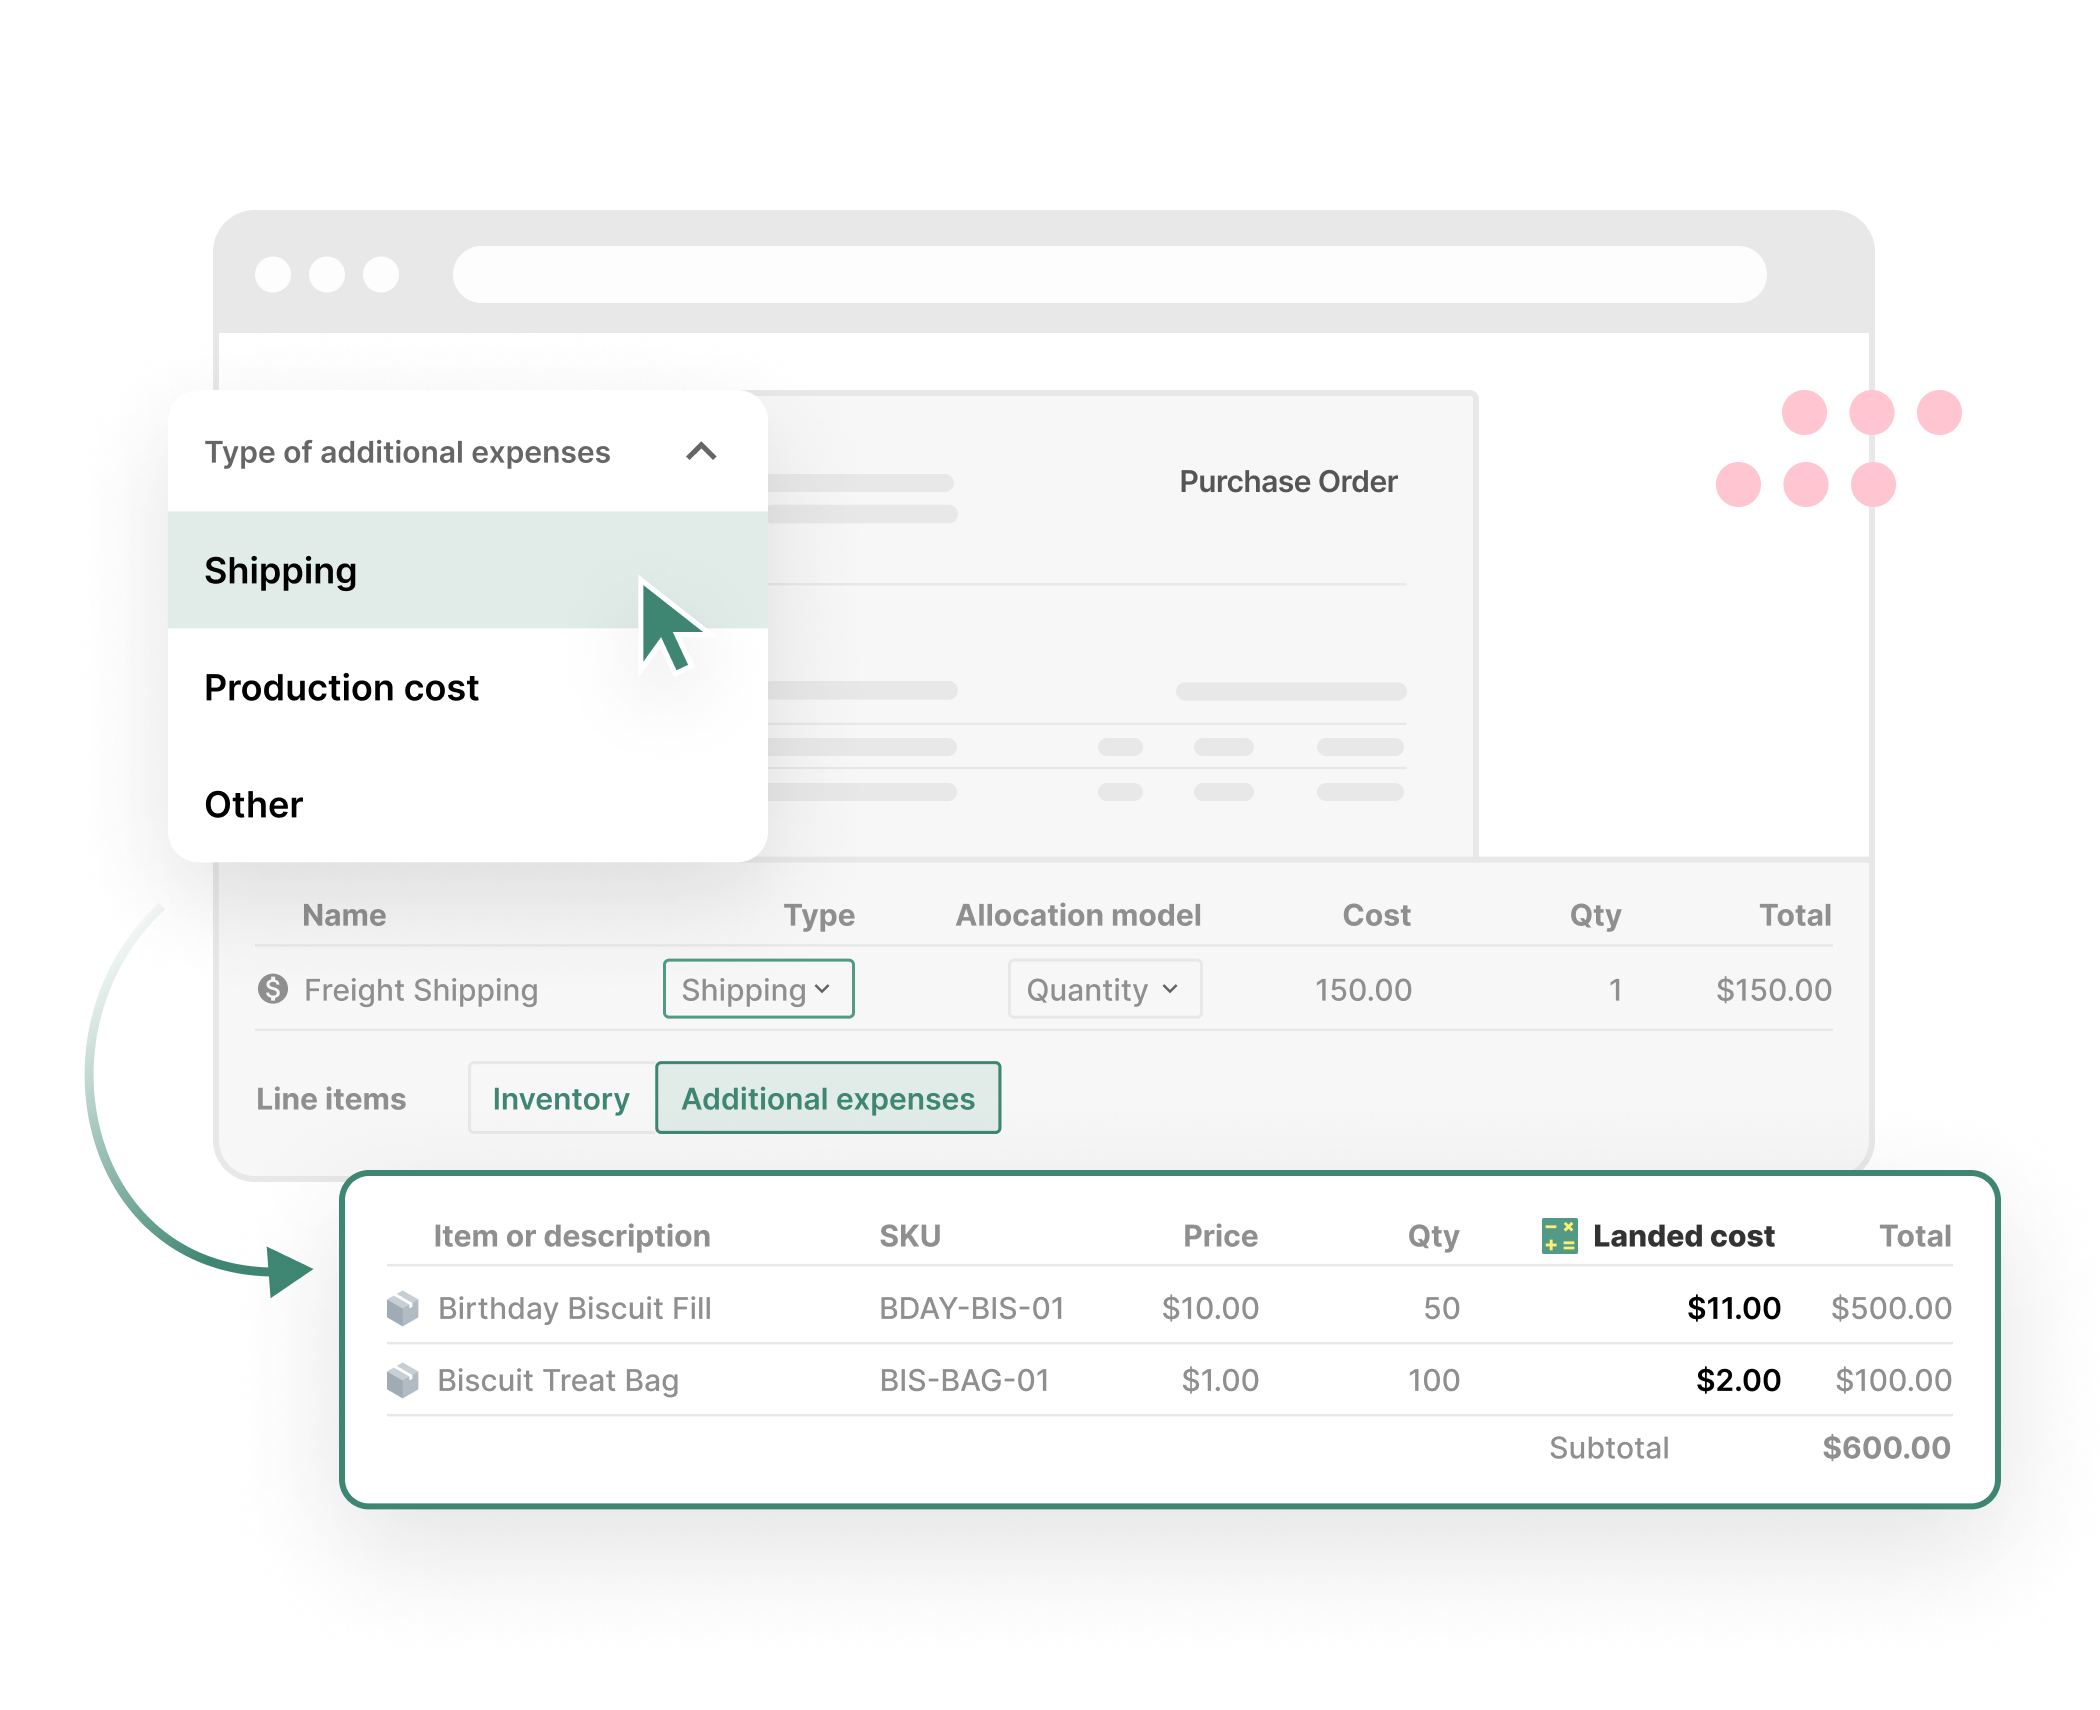 Type of additional expenses
Shipping
Production cost
Other
Purchase Order
Name Type Allocation model Cost Qty Total
Freight Shipping Shipping Quantity 150.00 1 $150.00
Line items Inventory Additional expenses
Item or description SKU Price Qty Landed cost Total
Birthday Biscuit Fill BDAY-BIS-01 $10.00 50 $11.00 $500.00
Biscuit Treat Bag BIS-BAG-01 $1.00 100 $2.00 $100.00
Subtotal $600.00